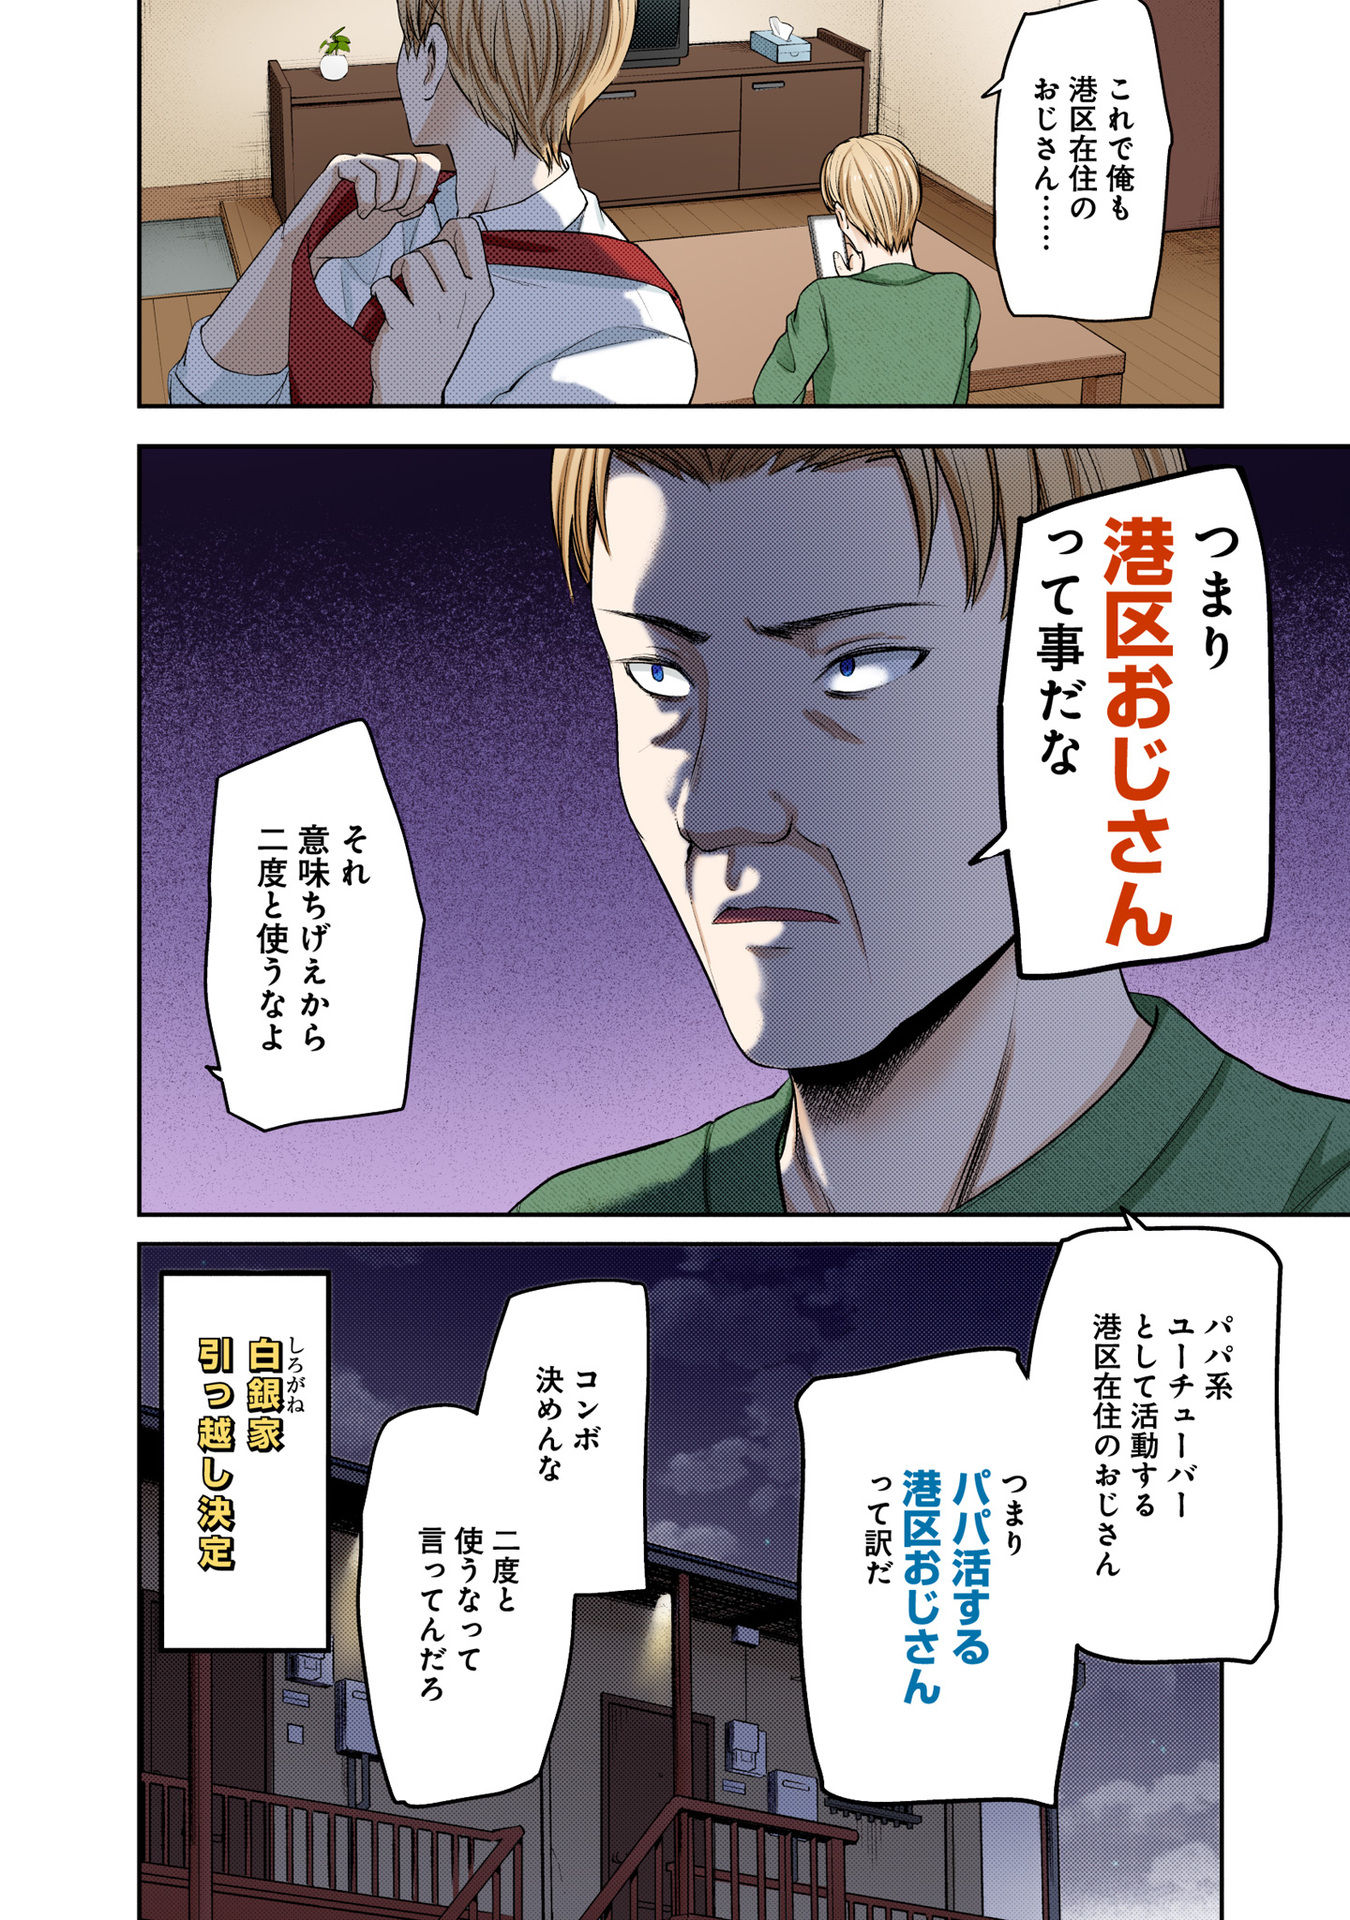 これで俺も
港区在住の
おじさん……
つまり
港区おじさん
って事だな
それ
意味ちげぇから
二度と使うなよ
パパ系
ユーチューバー
として活動する
港区在住のおじさん
つまり
パパ活する
港区おじさん
って訳だ
コンボ
決めんな
二度と
使うなって
言ってんだろ
しろがね
白銀家
引っ越し決定